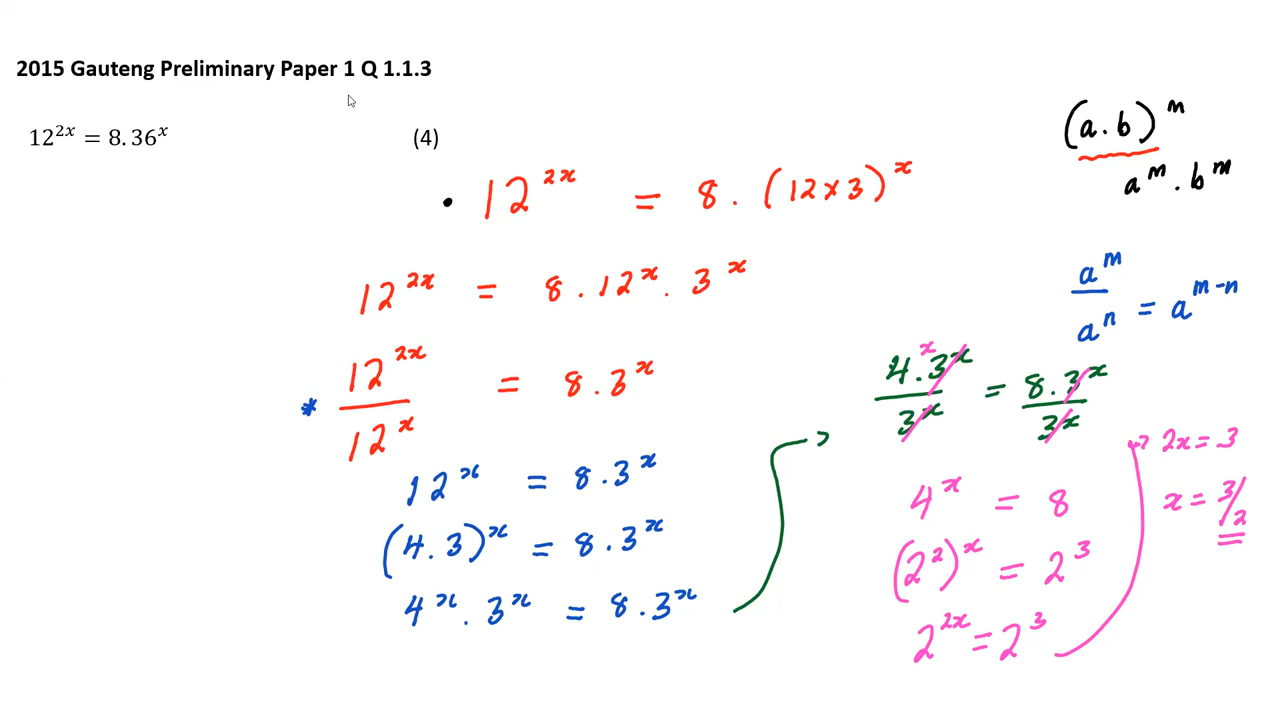 2015 Gauteng Preliminary Paper 1 Q 1.1.3
12^{2x} = 8.36^x (4)
(a.b)^m
a^m . b^m
• 12^{2x} = 8 . (12 × 3)^x
12^{2x} = 8 . 12^x . 3^x
* 12^{2x} / 12^x = 8 . 3^x
12^x = 8 . 3^x
(4 . 3)^x = 8 . 3^x
4^x . 3^x = 8 . 3^x
a^m / a^n = a^{m-n}
4^x . 3^x / 3^x = 8 . 3^x / 3^x
4^x = 8
(2^2)^x = 2^3
2^{2x} = 2^3
2x = 3
x = 3/2